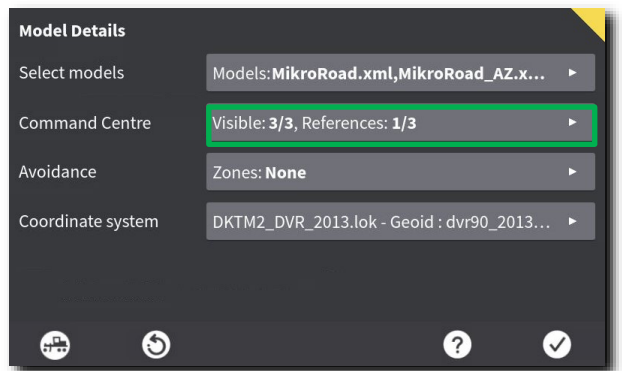 Model Details
Select models Models:MikroRoad.xml,MikroRoad_AZ.x...
Command Centre Visible: 3/3, References: 1/3
Avoidance Zones: None
Coordinate system DKTM2_DVR_2013.lok - Geoid : dvr90_2013...
?